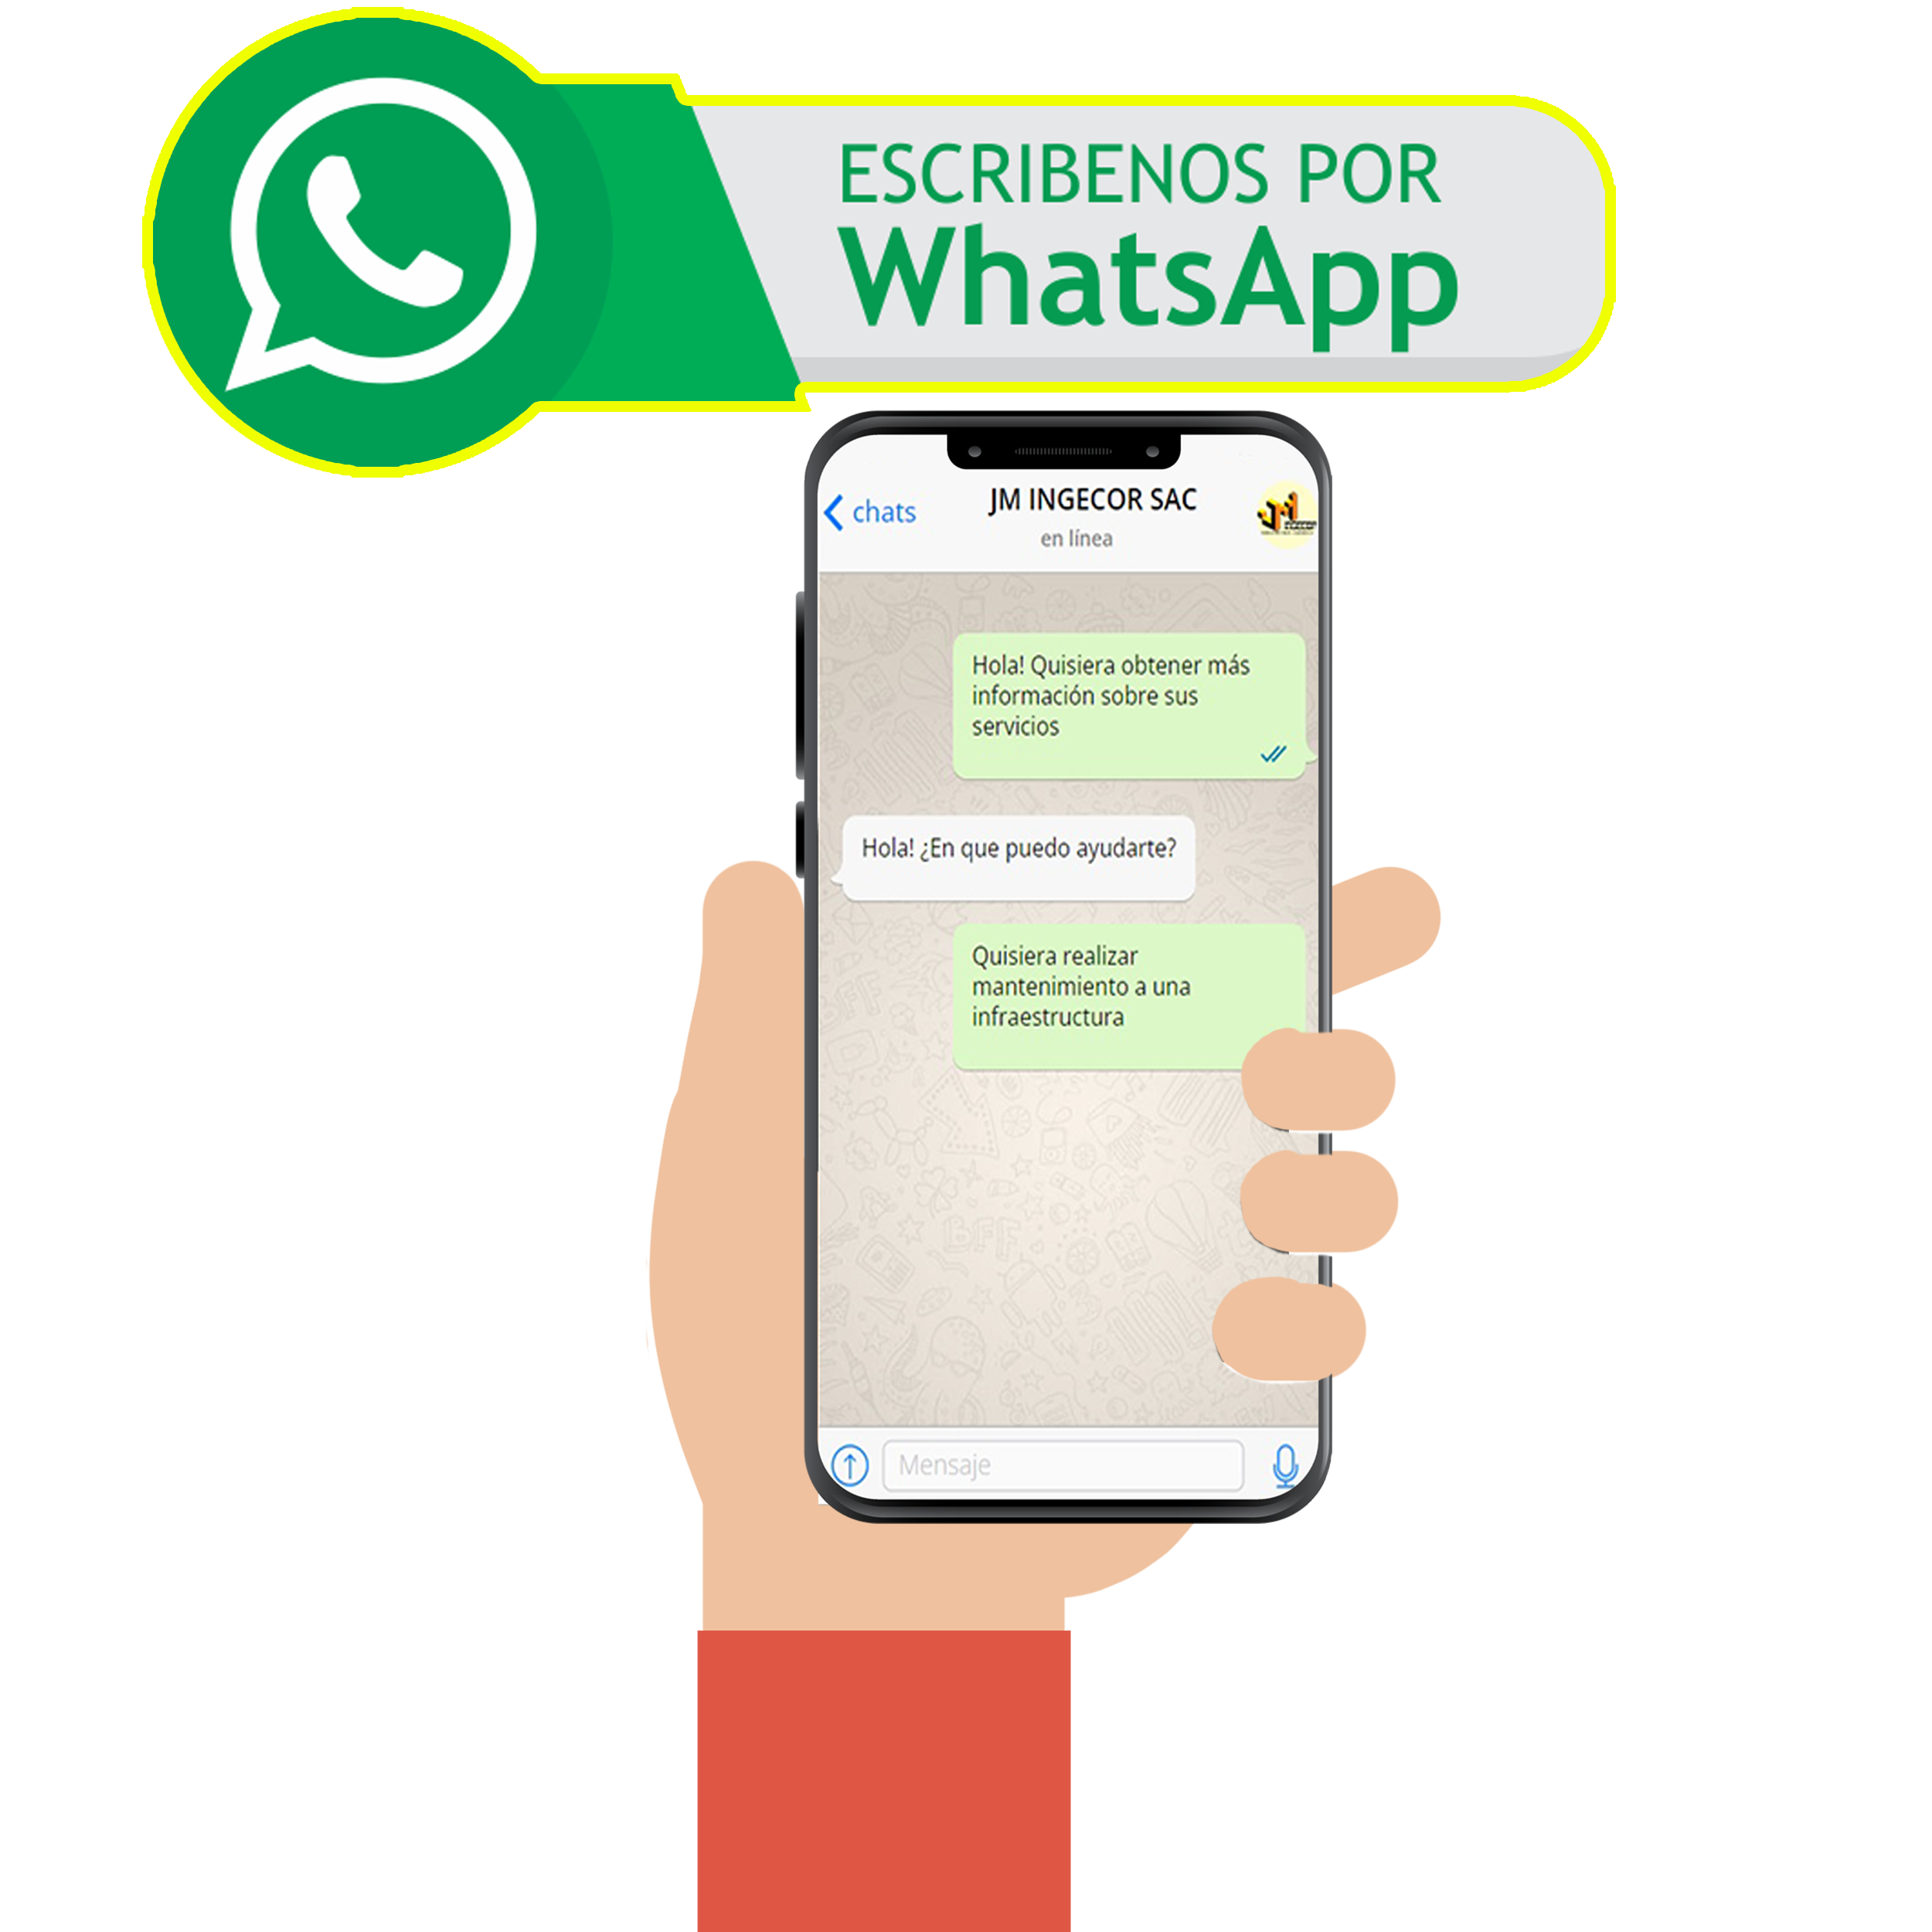 ESCRIBENOS POR
WhatsApp
chats
JM INGECOR SAC
en línea
Hola! Quisiera obtener más
información sobre sus
servicios
Hola! ¿En que puedo ayudarte?
Quisiera realizar
mantenimiento a una
infraestructura
Mensaje